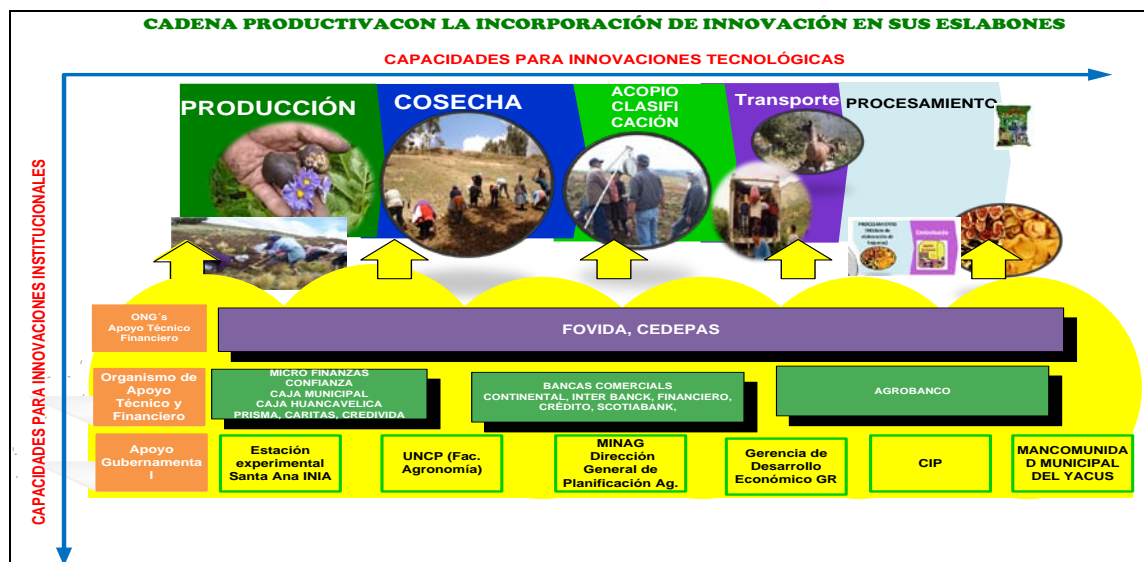 CADENA PRODUCTIVACON LA INCORPORACIÓN DE INNOVACIÓN EN SUS ESLABONES
CAPACIDADES PARA INNOVACIONES TECNOLÓGICAS
CAPACIDADES PARA INNOVACIONES INSTITUCIONALES
PRODUCCIÓN
COSECHA
ACOPIO
CLASIFI
CACIÓN
Transporte
PROCESAMIENTO
ONG´s
Apoyo Técnico
Financiero
FOVIDA, CEDEPAS
Organismo de
Apoyo
Técnico y
Financiero
MICRO FINANZAS
CONFIANZA
CAJA MUNICIPAL
CAJA HUANCAVELICA
PRISMA, CARITAS, CREDIVIDA
BANCAS COMERCIALS
CONTINENTAL, INTER BANCK, FINANCIERO,
CRÉDITO, SCOTIABANK,
AGROBANCO
Apoyo
Gubernamenta
l
Estación
experimental
Santa Ana INIA
UNCP (Fac.
Agronomía)
MINAG
Dirección
General de
Planificación Ag.
Gerencia de
Desarrollo
Económico GR
CIP
MANCOMUNIDA
D MUNICIPAL
DEL YACUS